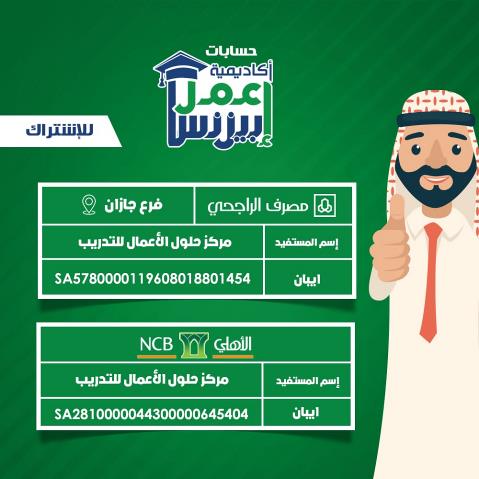 حسابات
أكاديمية
إعمل
بيزنس
للإشتراك
مصرف الراجحي
فرع جازان
إسم المستفيد
مركز حلول الأعمال للتدريب
ايبان
SA5780000119608018801454
الأهلي NCB
إسم المستفيد
مركز حلول الأعمال للتدريب
ايبان
SA2810000044300000645404